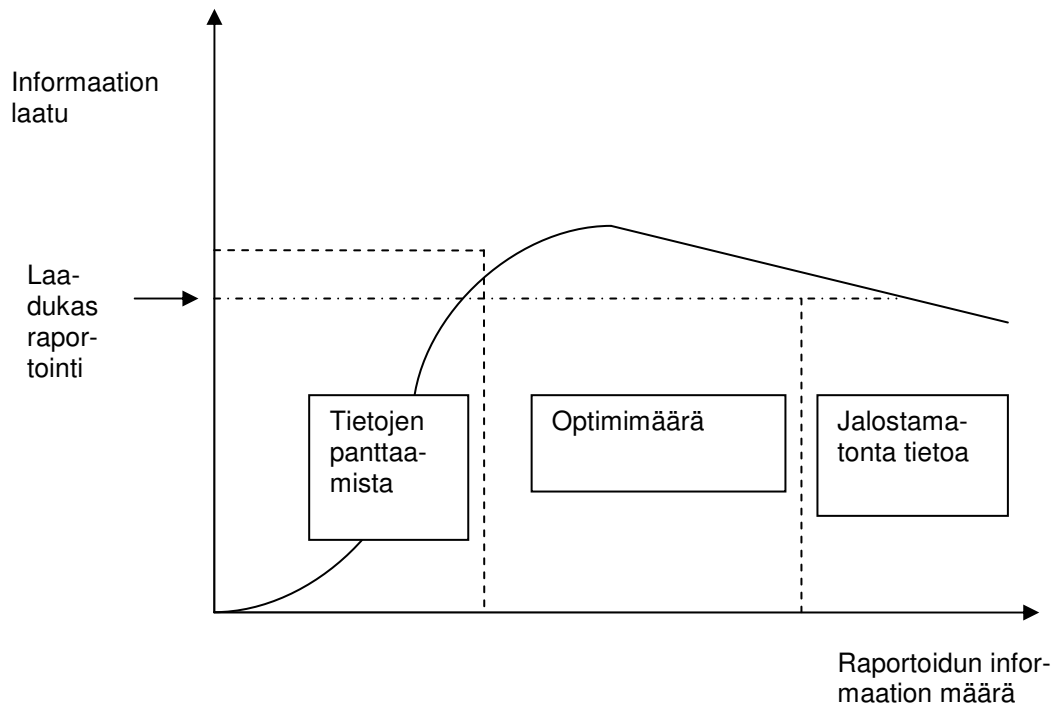 Informaation
laatu
Laa-
dukas
rapor-
tointi
Tietojen
panttaa-
mista
Optimimäärä
Jalostama-
tonta tietoa
Raportoidun infor-
maation määrä